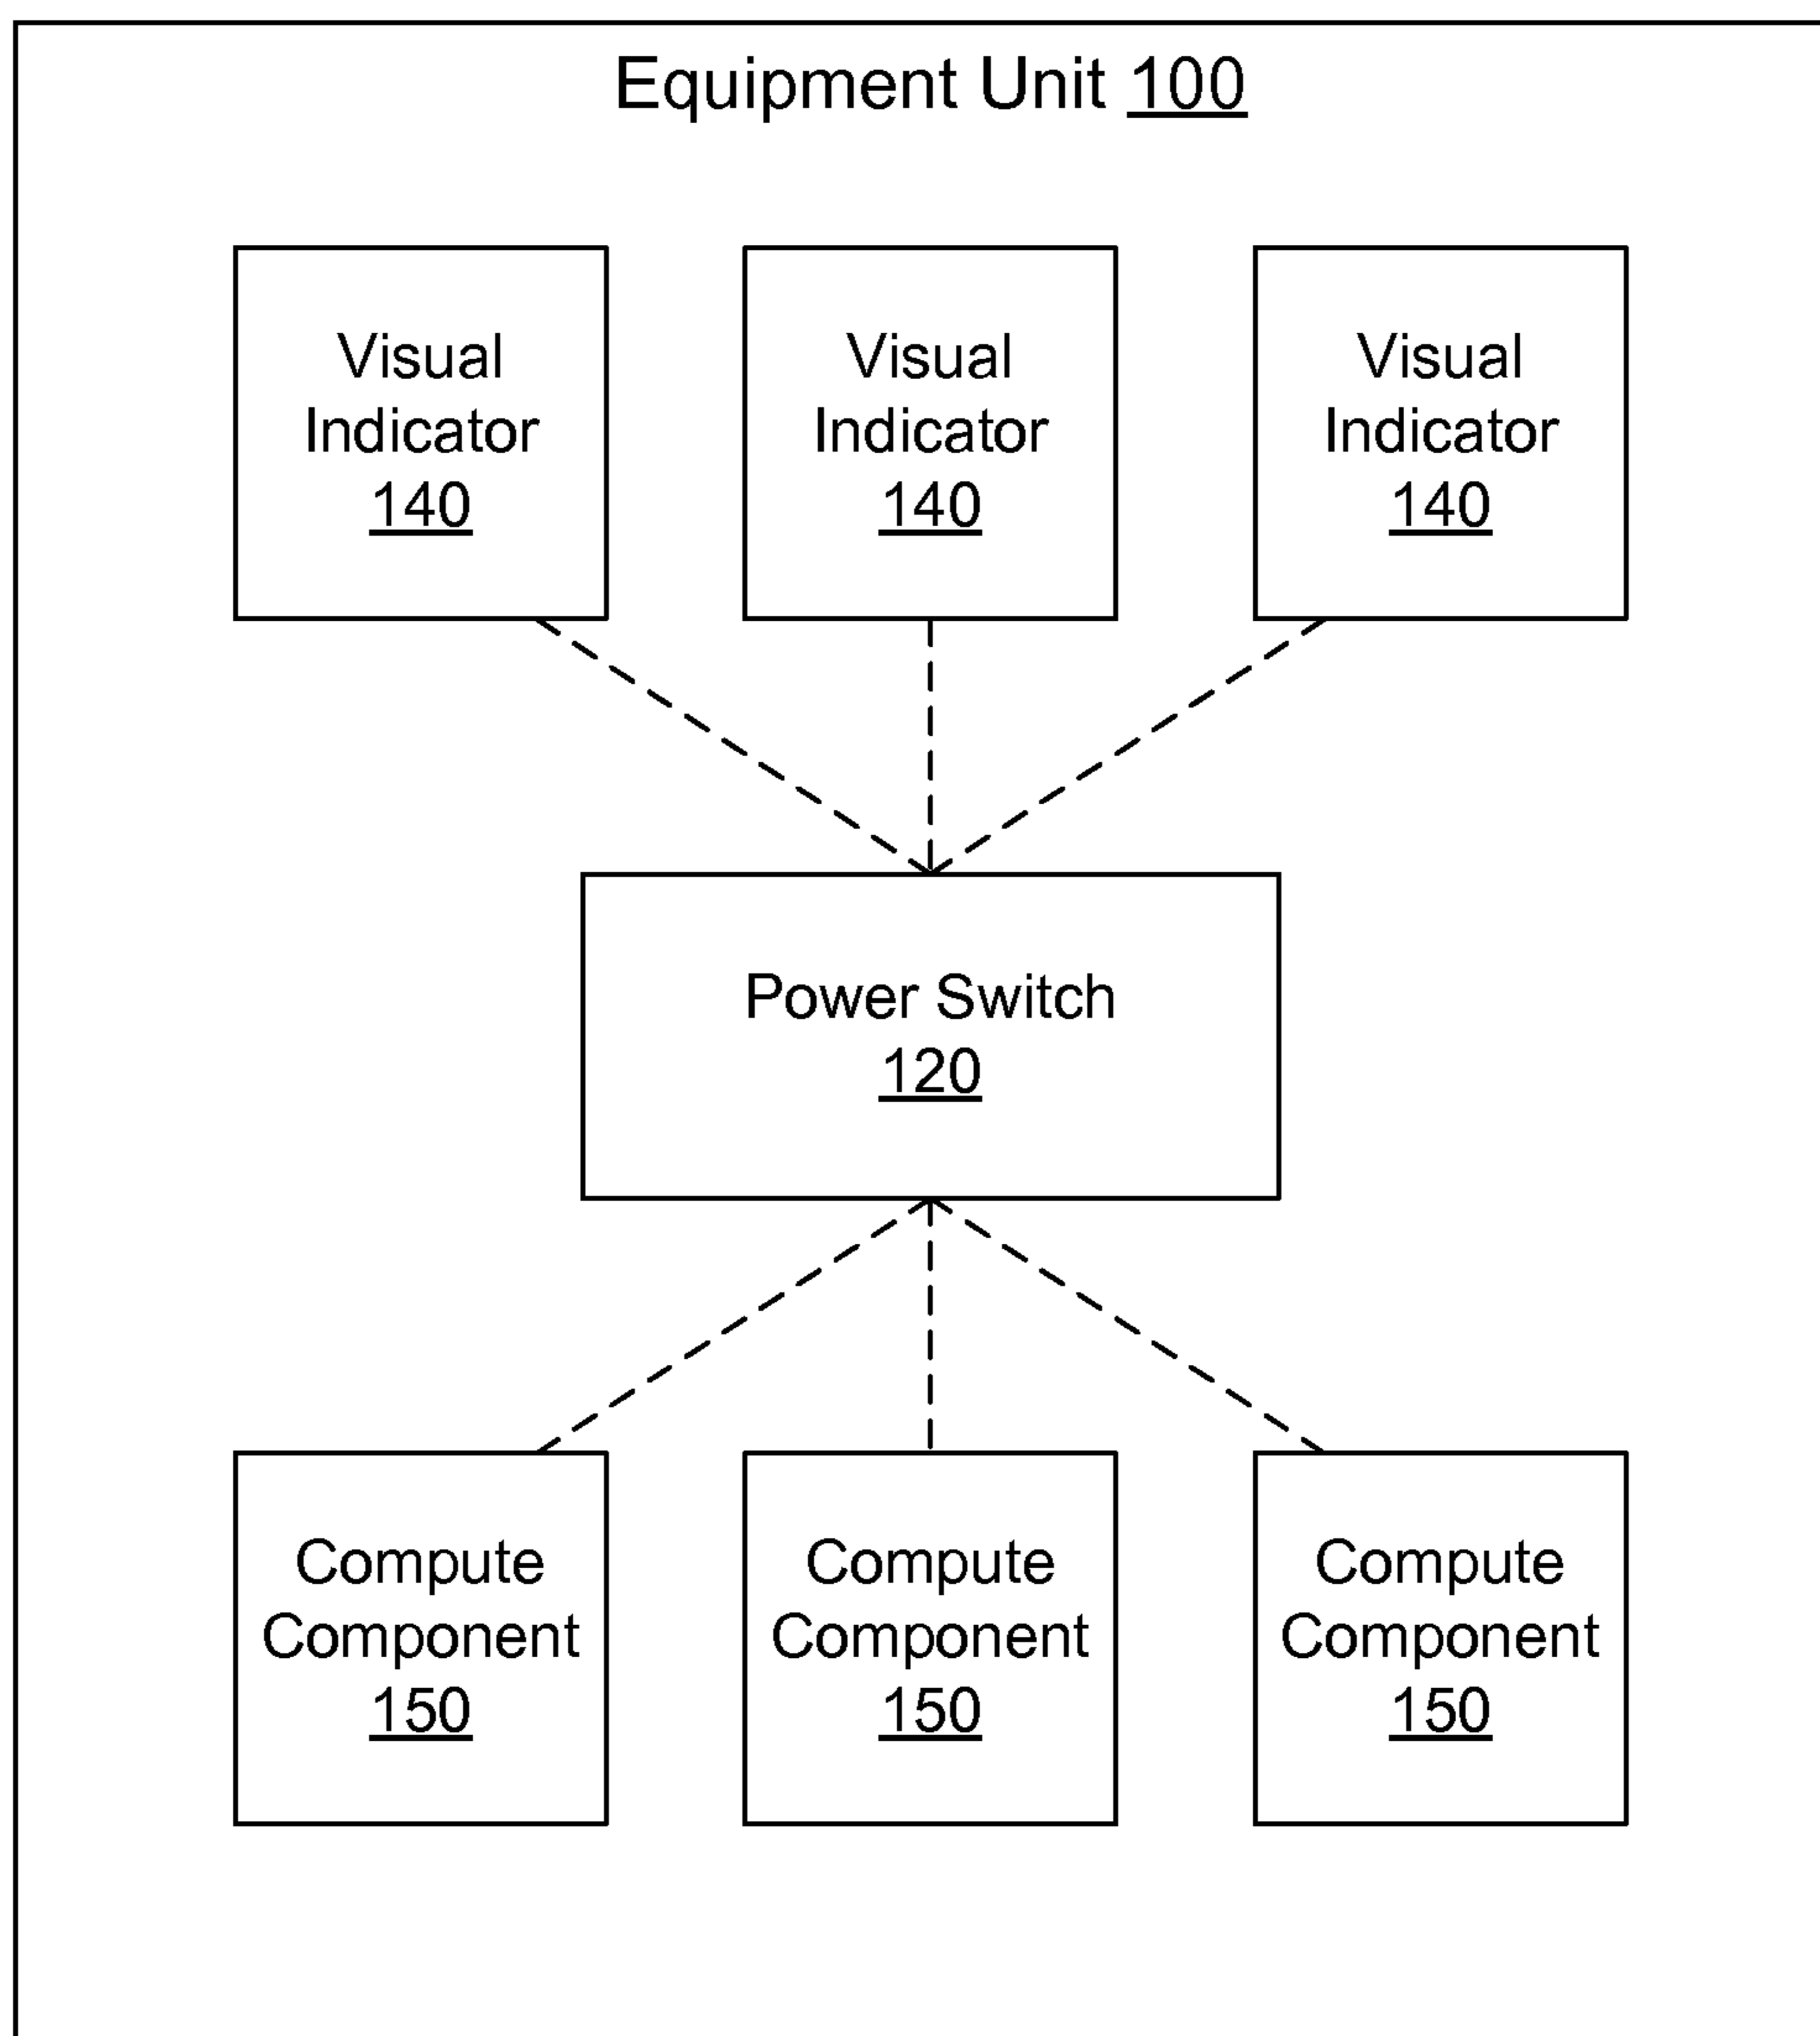 Equipment Unit 100
Visual
Indicator
140
Visual
Indicator
140
Visual
Indicator
140
Power Switch
120
Compute
Component
150
Compute
Component
150
Compute
Component
150